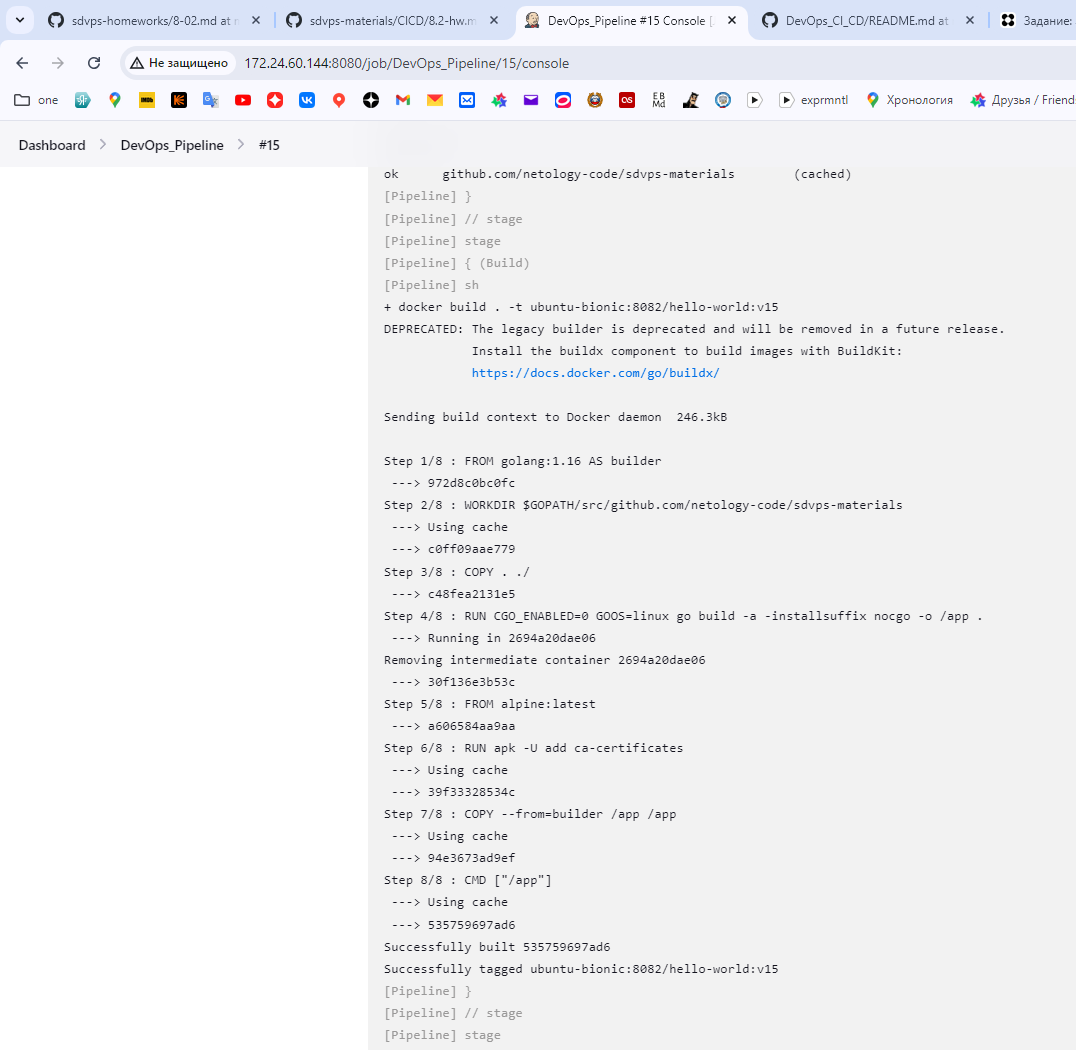 sdvps-homeworks/8-02.md at m
sdvps-materials/CICD/8.2-hw.m
DevOps_Pipeline #15 Console [
DevOps_CI_CD/README.md at
Задание:
Не защищено
172.24.60.144:8080/job/DevOps_Pipeline/15/console
one
exprmntl
Хронология
Друзья / Friend
Dashboard
DevOps_Pipeline
#15
ok      github.com/netology-code/sdvps-materials        (cached)
[Pipeline] }
[Pipeline] // stage
[Pipeline] stage
[Pipeline] { (Build)
[Pipeline] sh
+ docker build . -t ubuntu-bionic:8082/hello-world:v15
DEPRECATED: The legacy builder is deprecated and will be removed in a future release.
            Install the buildx component to build images with BuildKit:
            https://docs.docker.com/go/buildx/
Sending build context to Docker daemon  246.3kB
Step 1/8 : FROM golang:1.16 AS builder
 ---> 972d8c0bc0fc
Step 2/8 : WORKDIR $GOPATH/src/github.com/netology-code/sdvps-materials
 ---> Using cache
 ---> c0ff09aae779
Step 3/8 : COPY . ./
 ---> c48fea2131e5
Step 4/8 : RUN CGO_ENABLED=0 GOOS=linux go build -a -installsuffix nocgo -o /app .
 ---> Running in 2694a20dae06
Removing intermediate container 2694a20dae06
 ---> 30f136e3b53c
Step 5/8 : FROM alpine:latest
 ---> a606584aa9aa
Step 6/8 : RUN apk -U add ca-certificates
 ---> Using cache
 ---> 39f33328534c
Step 7/8 : COPY --from=builder /app /app
 ---> Using cache
 ---> 94e3673ad9ef
Step 8/8 : CMD ["/app"]
 ---> Using cache
 ---> 535759697ad6
Successfully built 535759697ad6
Successfully tagged ubuntu-bionic:8082/hello-world:v15
[Pipeline] }
[Pipeline] // stage
[Pipeline] stage